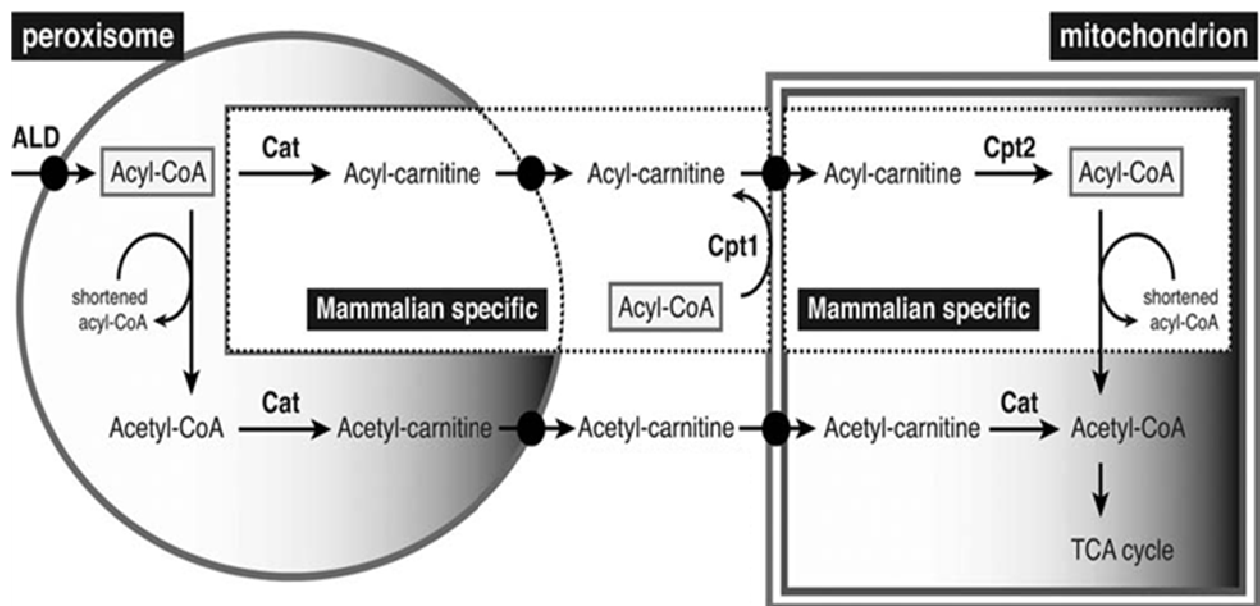 peroxisome
mitochondrion
ALD
Acyl-CoA
Cat
Acyl-carnitine
Acyl-carnitine
Acyl-carnitine
Cpt2
Acyl-CoA
Cpt1
shortened
acyl-CoA
Mammalian specific
Acyl-CoA
Mammalian specific
shortened
acyl-CoA
Acetyl-CoA
Cat
Acetyl-carnitine
Acetyl-carnitine
Acetyl-carnitine
Cat
Acetyl-CoA
TCA cycle